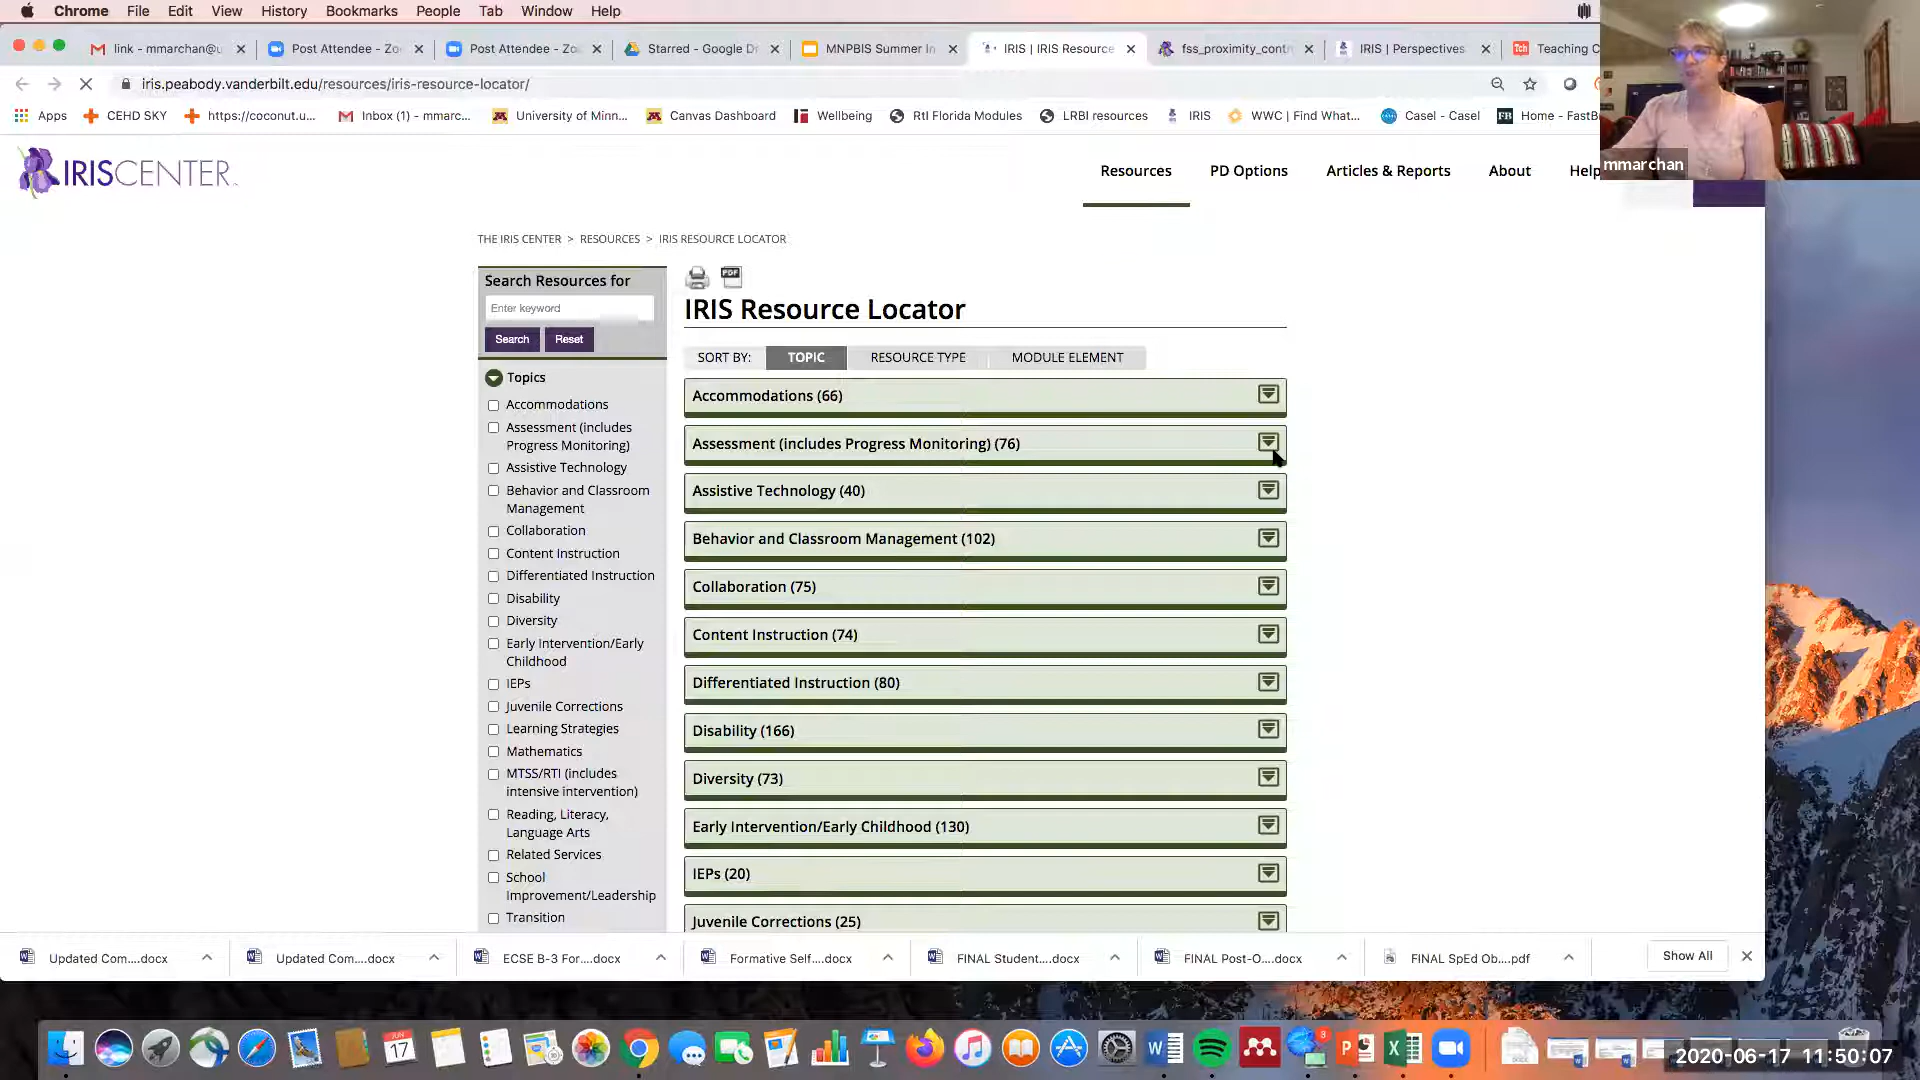 Chrome File Edit View History Bookmarks People Tab Window Help
link - mmarchan@u
Post Attendee - Zo
Post Attendee - Zo
Starred - Google Dr
MNPBIS Summer In
IRIS | IRIS Resource
fss_proximity_cont
IRIS | Perspectives
Tch Teaching C
iris.peabody.vanderbilt.edu/resources/iris-resource-locator/
Apps CEHD SKY https://coconut.u... Inbox (1) - mmarc... University of Minn... Canvas Dashboard Wellbeing RtI Florida Modules LRBI resources IRIS WWC | Find What... Casel - Casel FB Home - FastB
mmarchan
IRISCENTER
Resources PD Options Articles & Reports About Help
THE IRIS CENTER > RESOURCES > IRIS RESOURCE LOCATOR
Search Resources for
Enter keyword
Search Reset
Topics
Accommodations
Assessment (includes
Progress Monitoring)
Assistive Technology
Behavior and Classroom
Management
Collaboration
Content Instruction
Differentiated Instruction
Disability
Diversity
Early Intervention/Early
Childhood
IEPs
Juvenile Corrections
Learning Strategies
Mathematics
MTSS/RTI (includes
intensive intervention)
Reading, Literacy,
Language Arts
Related Services
School
Improvement/Leadership
Transition
PDF
IRIS Resource Locator
SORT BY: TOPIC RESOURCE TYPE MODULE ELEMENT
Accommodations (66)
Assessment (includes Progress Monitoring) (76)
Assistive Technology (40)
Behavior and Classroom Management (102)
Collaboration (75)
Content Instruction (74)
Differentiated Instruction (80)
Disability (166)
Diversity (73)
Early Intervention/Early Childhood (130)
IEPs (20)
Juvenile Corrections (25)
Updated Com....docx
Updated Com....docx
ECSE B-3 For....docx
Formative Self....docx
FINAL Student....docx
FINAL Post-O....docx
FINAL SpEd Ob....pdf
Show All
JUN
17
3
2020-06-17 11:50:07